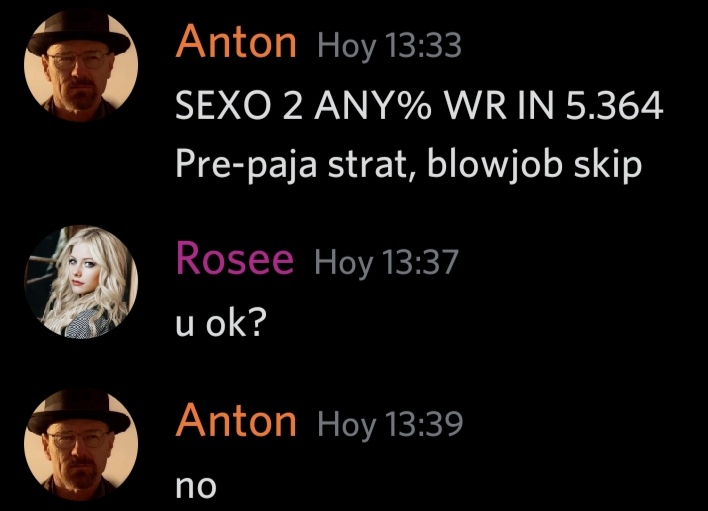 Anton Hoy 13:33
SEXO 2 ANY% WR IN 5.364
Pre-paja strat, blowjob skip
Rosee Hoy 13:37
u ok?
Anton Hoy 13:39
no